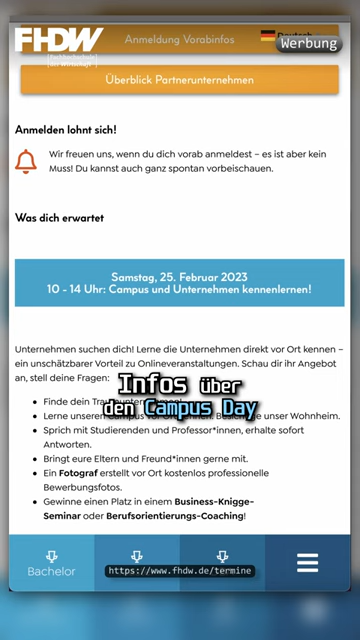 FHDW
Fachhochschule
der Wirtschaft
Anmeldung Vorabinfos
Werbung
Überblick Partnerunternehmen
Anmelden lohnt sich!
Wir freuen uns, wenn du dich vorab anmeldest – es ist aber kein
Muss! Du kannst auch ganz spontan vorbeischauen.
Was dich erwartet
Samstag, 25. Februar 2023
10 - 14 Uhr: Campus und Unternehmen kennenlernen!
Unternehmen suchen dich! Lerne die Unternehmen direkt vor Ort kennen –
ein unschätzbarer Vorteil zu Onlineveranstaltungen. Schau dir ihr Angebot
an, stell deine Fragen:
Infos über
den Campus Day
Finde dein
Lerne unseren unser Wohnheim.
Sprich mit Studierenden und Professor*innen, erhalte sofort
Antworten.
Bringt eure Eltern und Freund*innen gerne mit.
Ein Fotograf erstellt vor Ort kostenlos professionelle
Bewerbungsfotos.
Gewinne einen Platz in einem Business-Knigge-
Seminar oder Berufsorientierungs-Coaching!
Bachelor
https://www.fhdw.de/termine